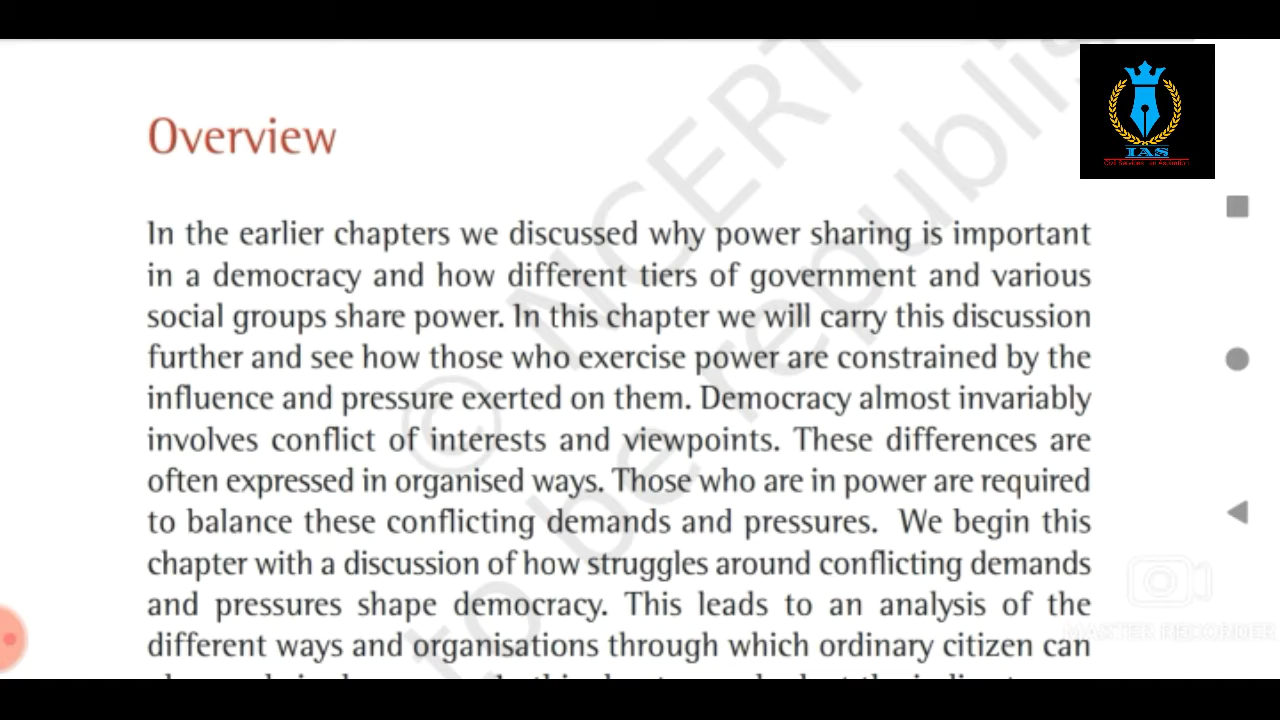 Overview
IAS
In the earlier chapters we discussed why power sharing is important
in a democracy and how different tiers of government and various
social groups share power. In this chapter we will carry this discussion
further and see how those who exercise power are constrained by the
influence and pressure exerted on them. Democracy almost invariably
involves conflict of interests and viewpoints. These differences are
often expressed in organised ways. Those who are in power are required
to balance these conflicting demands and pressures. We begin this
chapter with a discussion of how struggles around conflicting demands
and pressures shape democracy. This leads to an analysis of the
different ways and organisations through which ordinary citizen can
© NCERT
to be republis
MASTER RECORDER